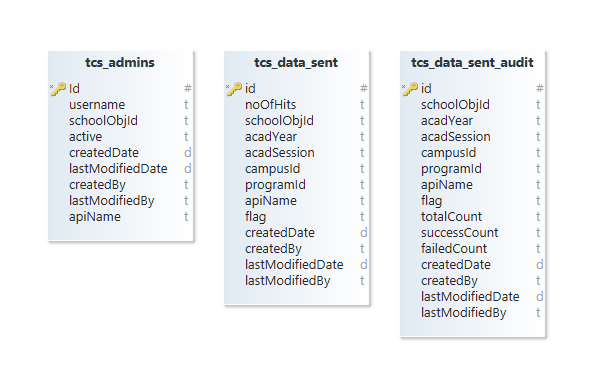 tcs_admins
Id #
username t
schoolObjId t
active t
createdDate d
lastModifiedDate d
createdBy t
lastModifiedBy t
apiName t
tcs_data_sent
id #
noOfHits t
schoolObjId t
acadYear t
acadSession t
campusId t
programId t
apiName t
flag t
createdDate d
createdBy t
lastModifiedDate d
lastModifiedBy t
tcs_data_sent_audit
id #
schoolObjId t
acadYear t
acadSession t
campusId t
programId t
apiName t
flag t
totalCount t
successCount t
failedCount t
createdDate d
createdBy t
lastModifiedDate d
lastModifiedBy t